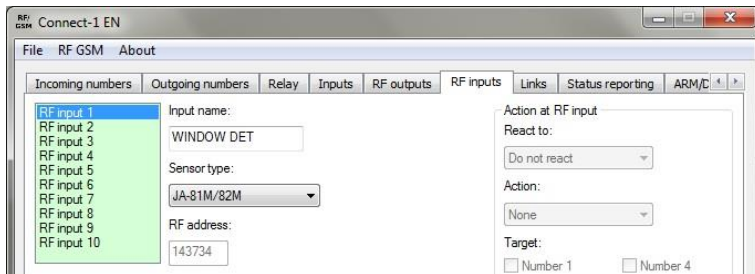 RF/
GSM Connect-1 EN
File RF GSM About
Incoming numbers Outgoing numbers Relay Inputs RF outputs RF inputs Links Status reporting ARM/D
RF input 1
RF input 2
RF input 3
RF input 4
RF input 5
RF input 6
RF input 7
RF input 8
RF input 9
RF input 10
Input name:
WINDOW DET
Sensor type:
JA-81M/82M
RF address:
143734
Action at RF input
React to:
Do not react
Action:
None
Target:
Number 1 Number 4